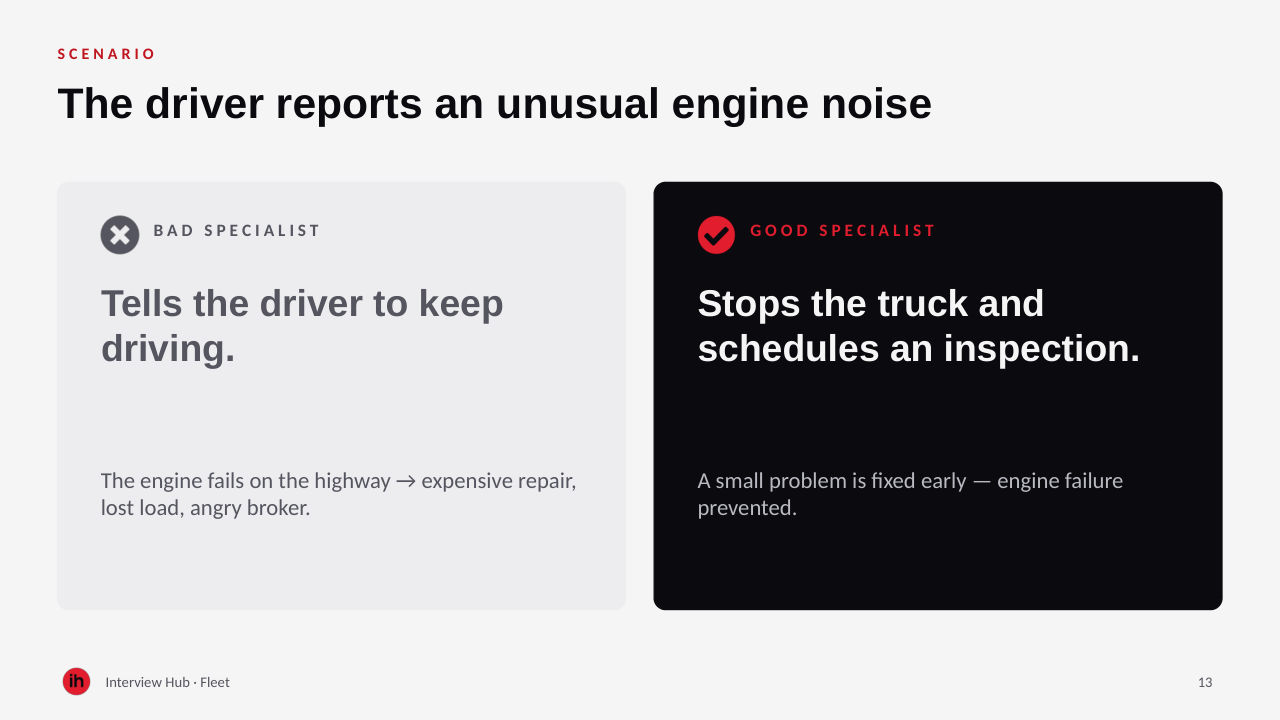 SCENARIO
The driver reports an unusual engine noise
BAD SPECIALIST
Tells the driver to keep
driving.
The engine fails on the highway → expensive repair,
lost load, angry broker.
GOOD SPECIALIST
Stops the truck and
schedules an inspection.
A small problem is fixed early — engine failure
prevented.
ih
Interview Hub · Fleet
13